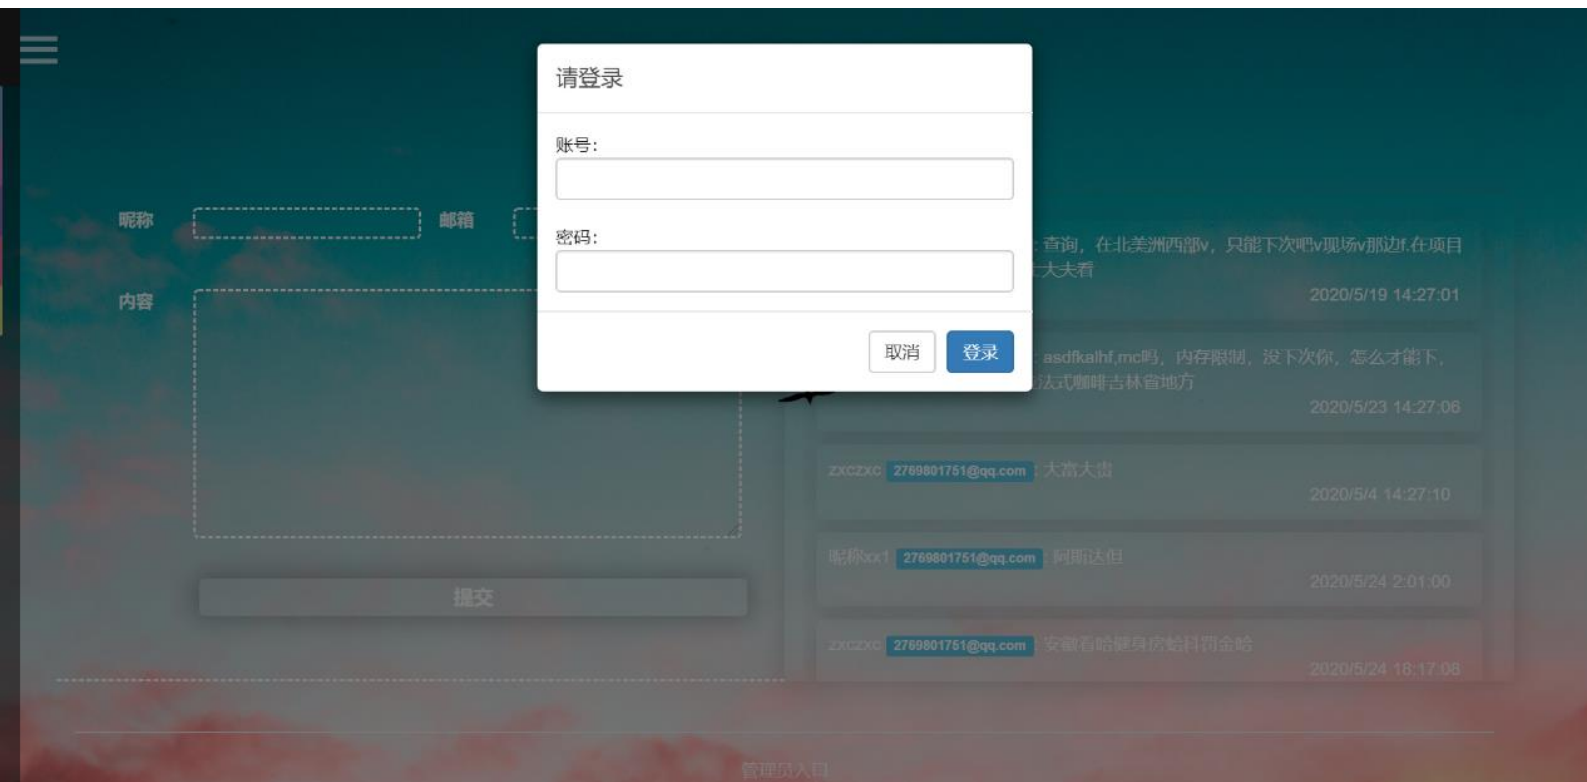 请登录
账号:
密码:
取消
登录
昵称
邮箱
内容
提交
: 查询，在北美洲西部v，只能下次吧v现场v那边f.在项目
大夫看
2020/5/19 14:27:01
: asdfkalhf,mc吗，内存限制，没下次你，怎么才能下，
法式咖啡吉林省地方
2020/5/23 14:27:06
zxczxc 2769801751@qq.com : 大富大贵
2020/5/4 14:27:10
昵称xx1 2769801751@qq.com : 阿斯达但
2020/5/24 2:01:00
zxczxc 2769801751@qq.com : 安徽看哈健身房蛤科罚金哈
2020/5/24 18:17:08
管理员入口